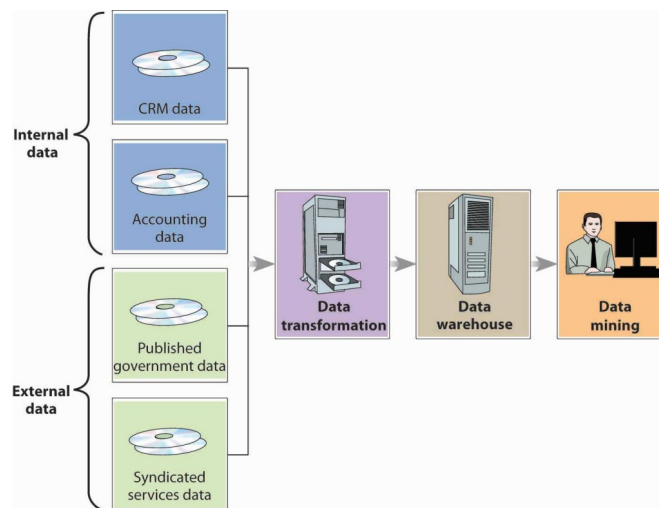 CRM data
Internal
data
Accounting
data
Data
transformation
Data
warehouse
Data
mining
Published
government data
External
data
Syndicated
services data